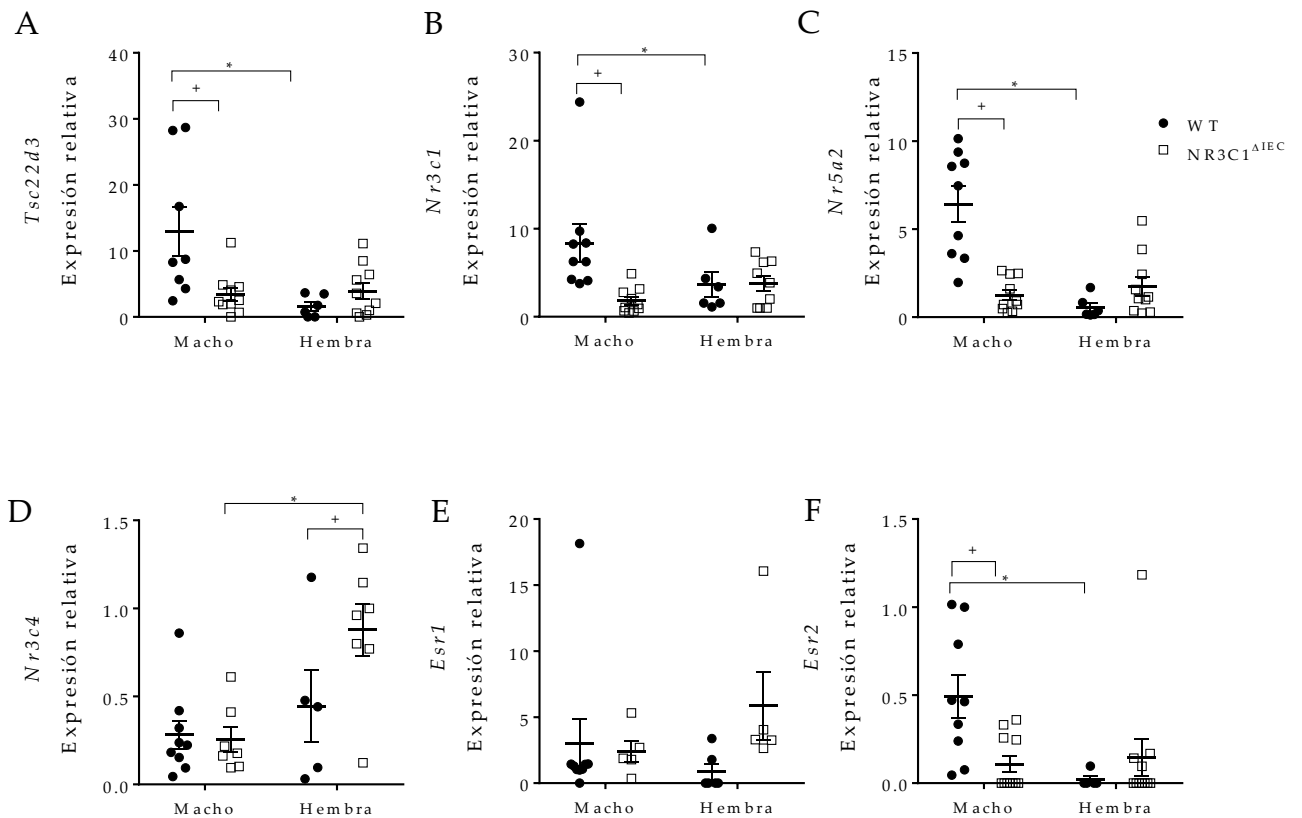 A
Tsc22d3
Expresión relativa
40
30
20
10
0
*
+
Macho Hembra
B
Nr3c1
Expresión relativa
30
20
10
0
*
+
Macho Hembra
C
Nr5a2
Expresión relativa
15
10
5
0
*
+
Macho Hembra
WT
NR3C1ΔIEC
D
Nr3c4
Expresión relativa
1.5
1.0
0.5
0.0
*
+
Macho Hembra
E
Esr1
Expresión relativa
20
15
10
5
0
Macho Hembra
F
Esr2
Expresión relativa
1.5
1.0
0.5
0.0
+
*
Macho Hembra